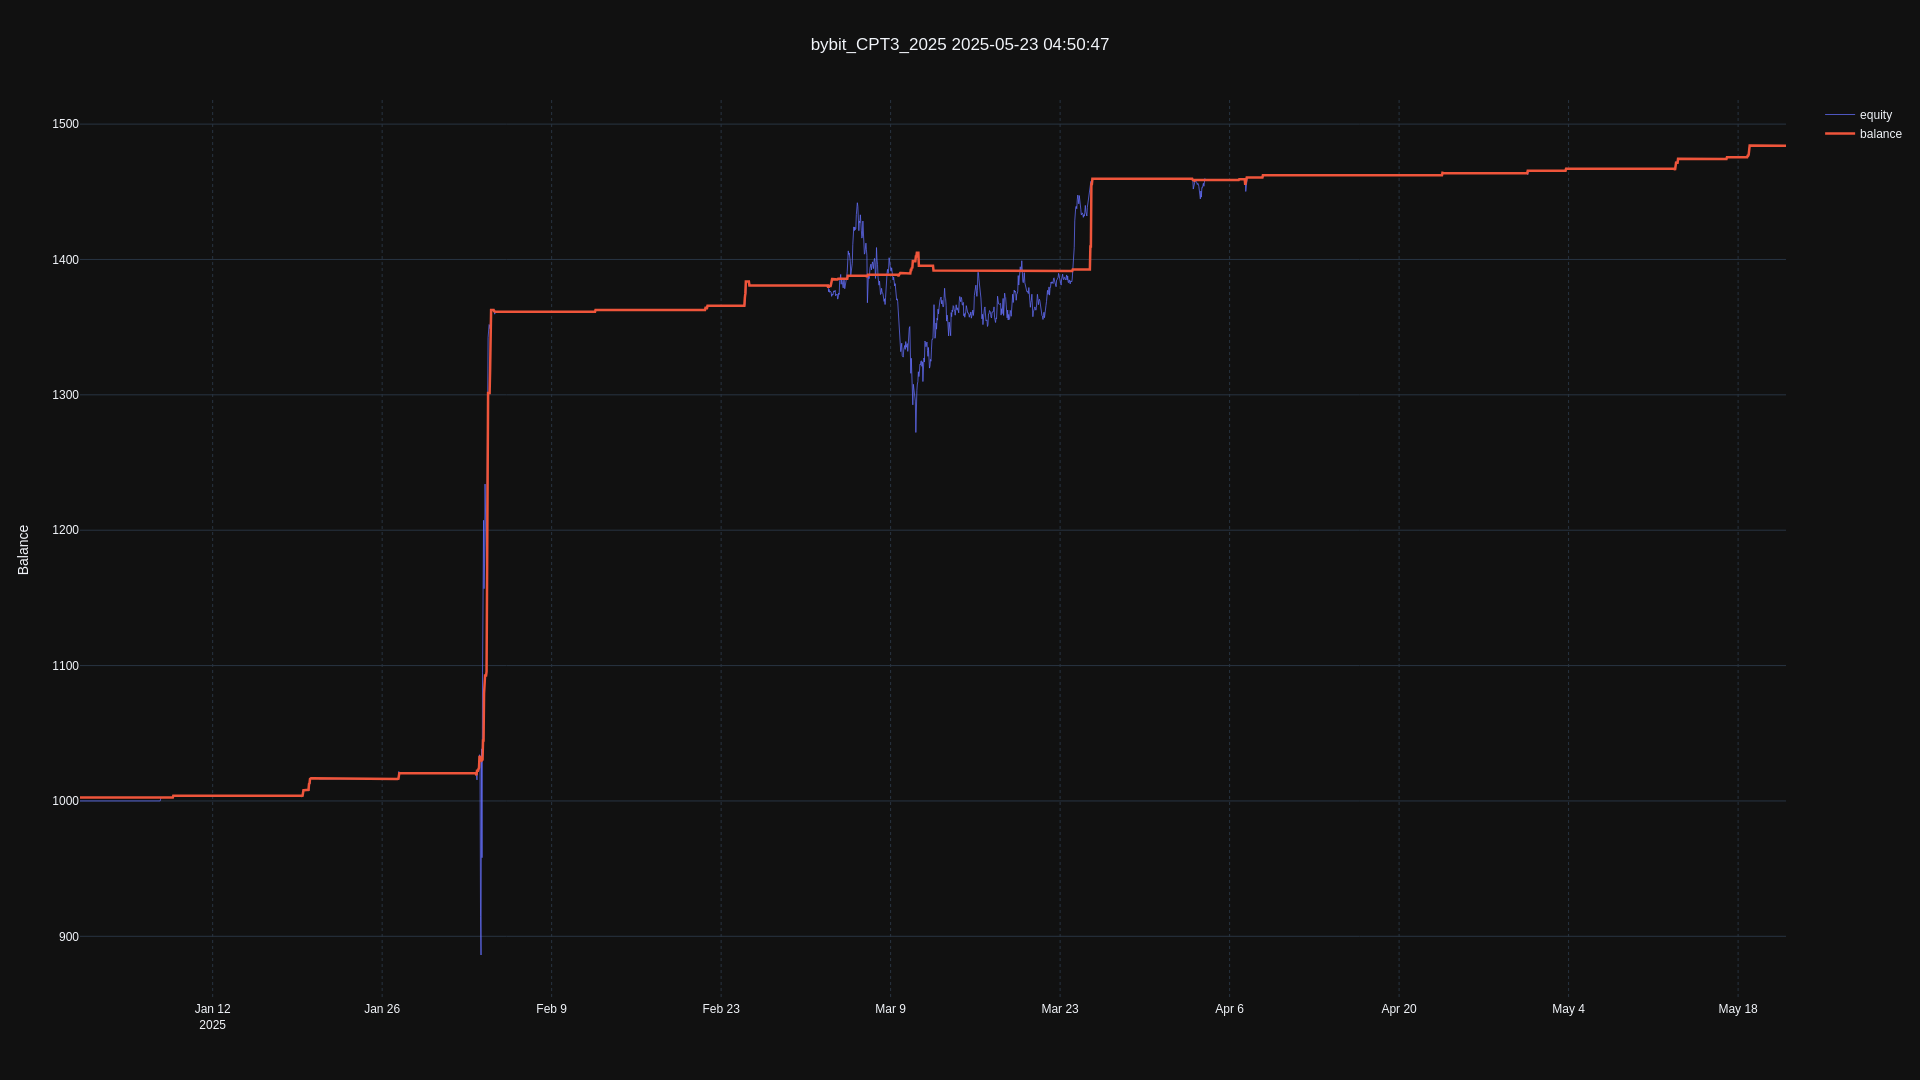 bybit_CPT3_2025 2025-05-23 04:50:47
equity
balance
Balance
1500
1400
1300
1200
1100
1000
900
Jan 12
2025
Jan 26
Feb 9
Feb 23
Mar 9
Mar 23
Apr 6
Apr 20
May 4
May 18